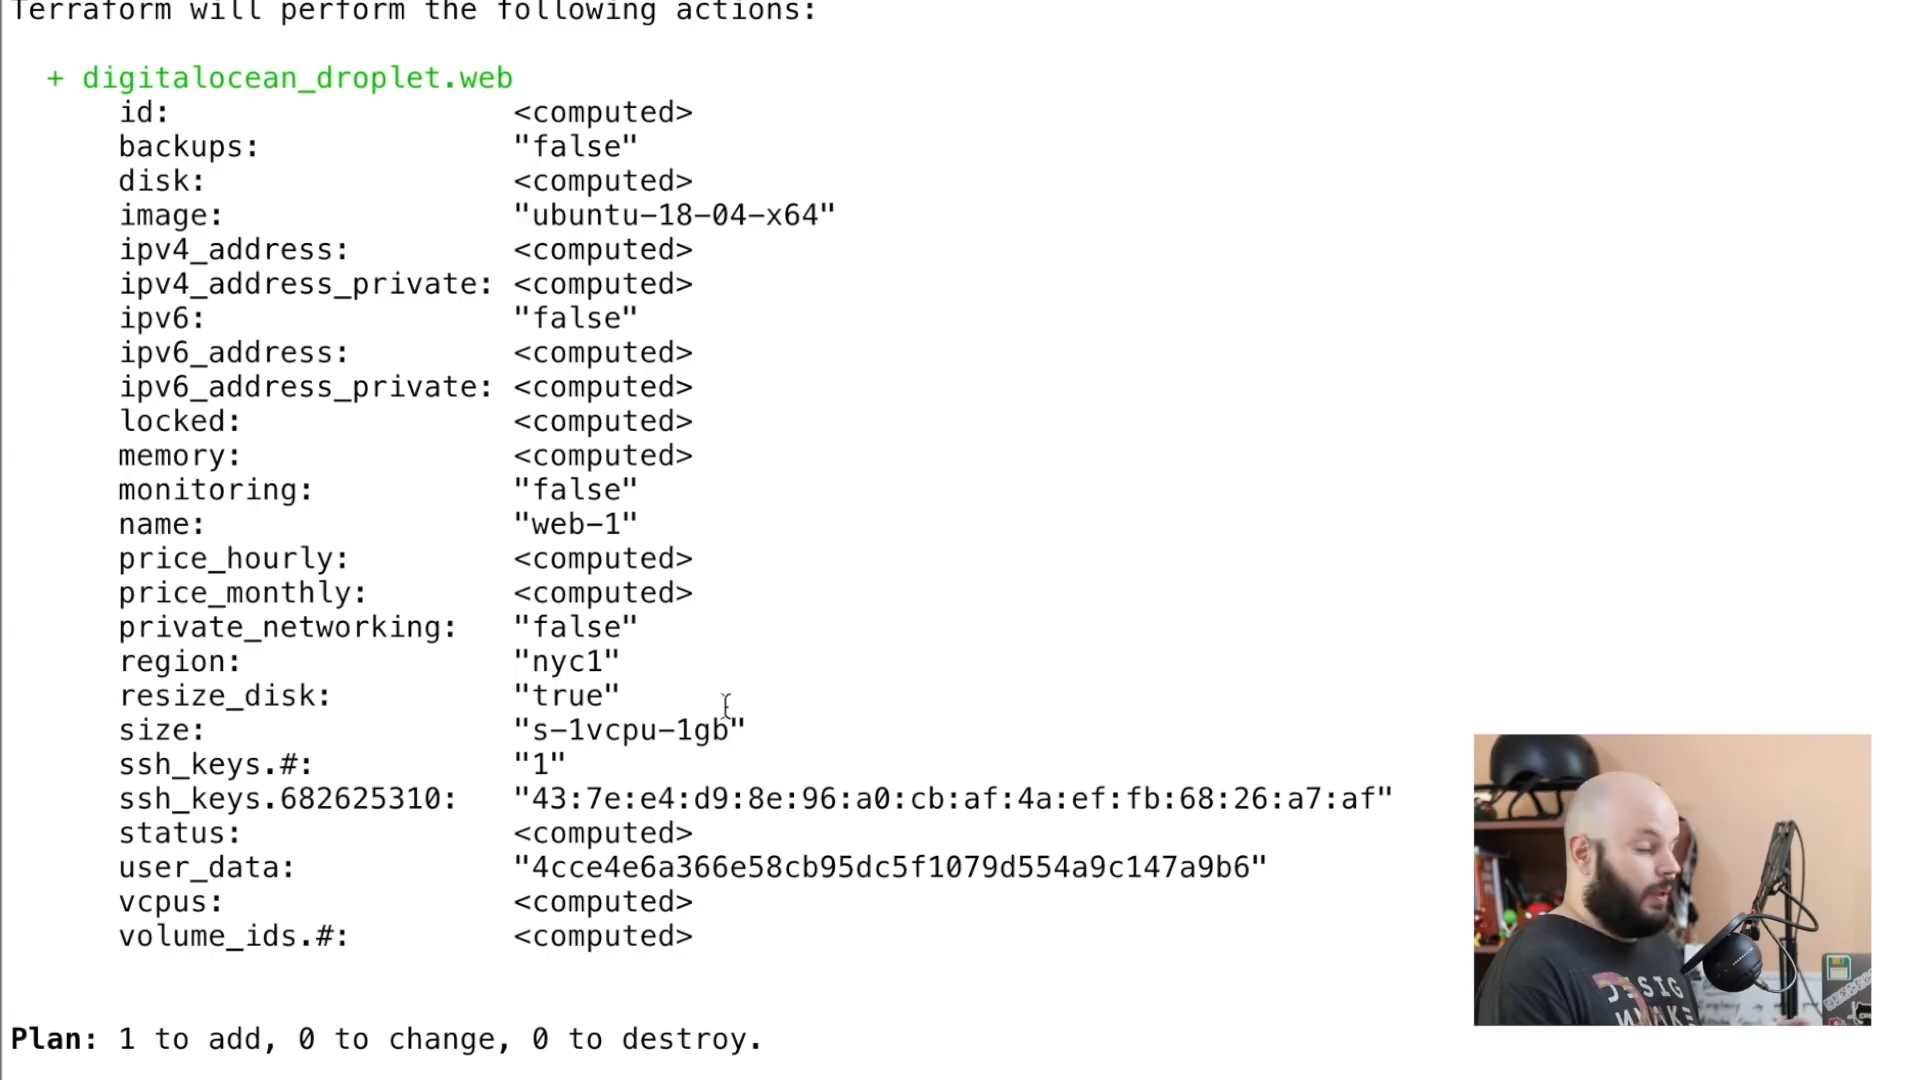 Terraform will perform the following actions:
+ digitalocean_droplet.web
id: <computed>
backups: "false"
disk: <computed>
image: "ubuntu-18-04-x64"
ipv4_address: <computed>
ipv4_address_private: <computed>
ipv6: "false"
ipv6_address: <computed>
ipv6_address_private: <computed>
locked: <computed>
memory: <computed>
monitoring: "false"
name: "web-1"
price_hourly: <computed>
price_monthly: <computed>
private_networking: "false"
region: "nyc1"
resize_disk: "true"
size: "s-1vcpu-1gb"
ssh_keys.#: "1"
ssh_keys.682625310: "43:7e:e4:d9:8e:96:a0:cb:af:4a:ef:fb:68:26:a7:af"
status: <computed>
user_data: "4cce4e6a366e58cb95dc5f1079d554a9c147a9b6"
vcpus: <computed>
volume_ids.#: <computed>
Plan: 1 to add, 0 to change, 0 to destroy.